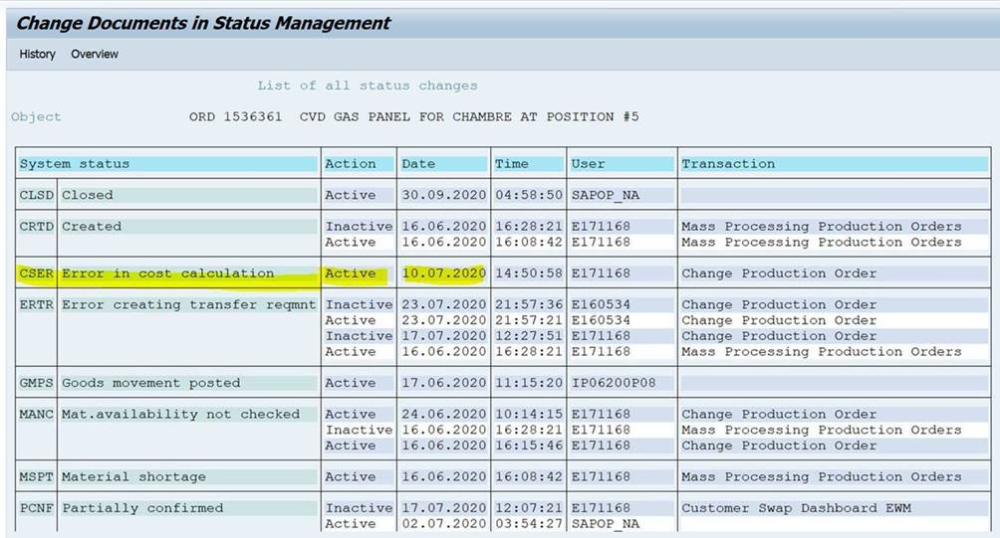 Change Documents in Status Management
History Overview
List of all status changes
Object ORD 1536361 CVD GAS PANEL FOR CHAMBRE AT POSITION #5
System status Action Date Time User Transaction
CLSD Closed Active 30.09.2020 04:58:50 SAPOP_NA
CRTD Created Inactive 16.06.2020 16:28:21 E171168 Mass Processing Production Orders
Active 16.06.2020 16:08:42 E171168 Mass Processing Production Orders
CSER Error in cost calculation Active 10.07.2020 14:50:58 E171168 Change Production Order
ERTR Error creating transfer reqmnt Inactive 23.07.2020 21:57:36 E160534 Change Production Order
Active 23.07.2020 21:57:21 E160534 Change Production Order
Inactive 17.07.2020 12:27:51 E171168 Change Production Order
Active 16.06.2020 16:28:21 E171168 Mass Processing Production Orders
GMPS Goods movement posted Active 17.06.2020 11:15:20 IP06200P08
MANC Mat.availability not checked Active 24.06.2020 10:14:15 E171168 Change Production Order
Inactive 16.06.2020 16:28:21 E171168 Mass Processing Production Orders
Active 16.06.2020 16:15:46 E171168 Change Production Order
MSPT Material shortage Active 16.06.2020 16:08:42 E171168 Mass Processing Production Orders
PCNF Partially confirmed Inactive 17.07.2020 12:07:21 E171168 Customer Swap Dashboard EWM
Active 02.07.2020 03:54:27 SAPOP_NA